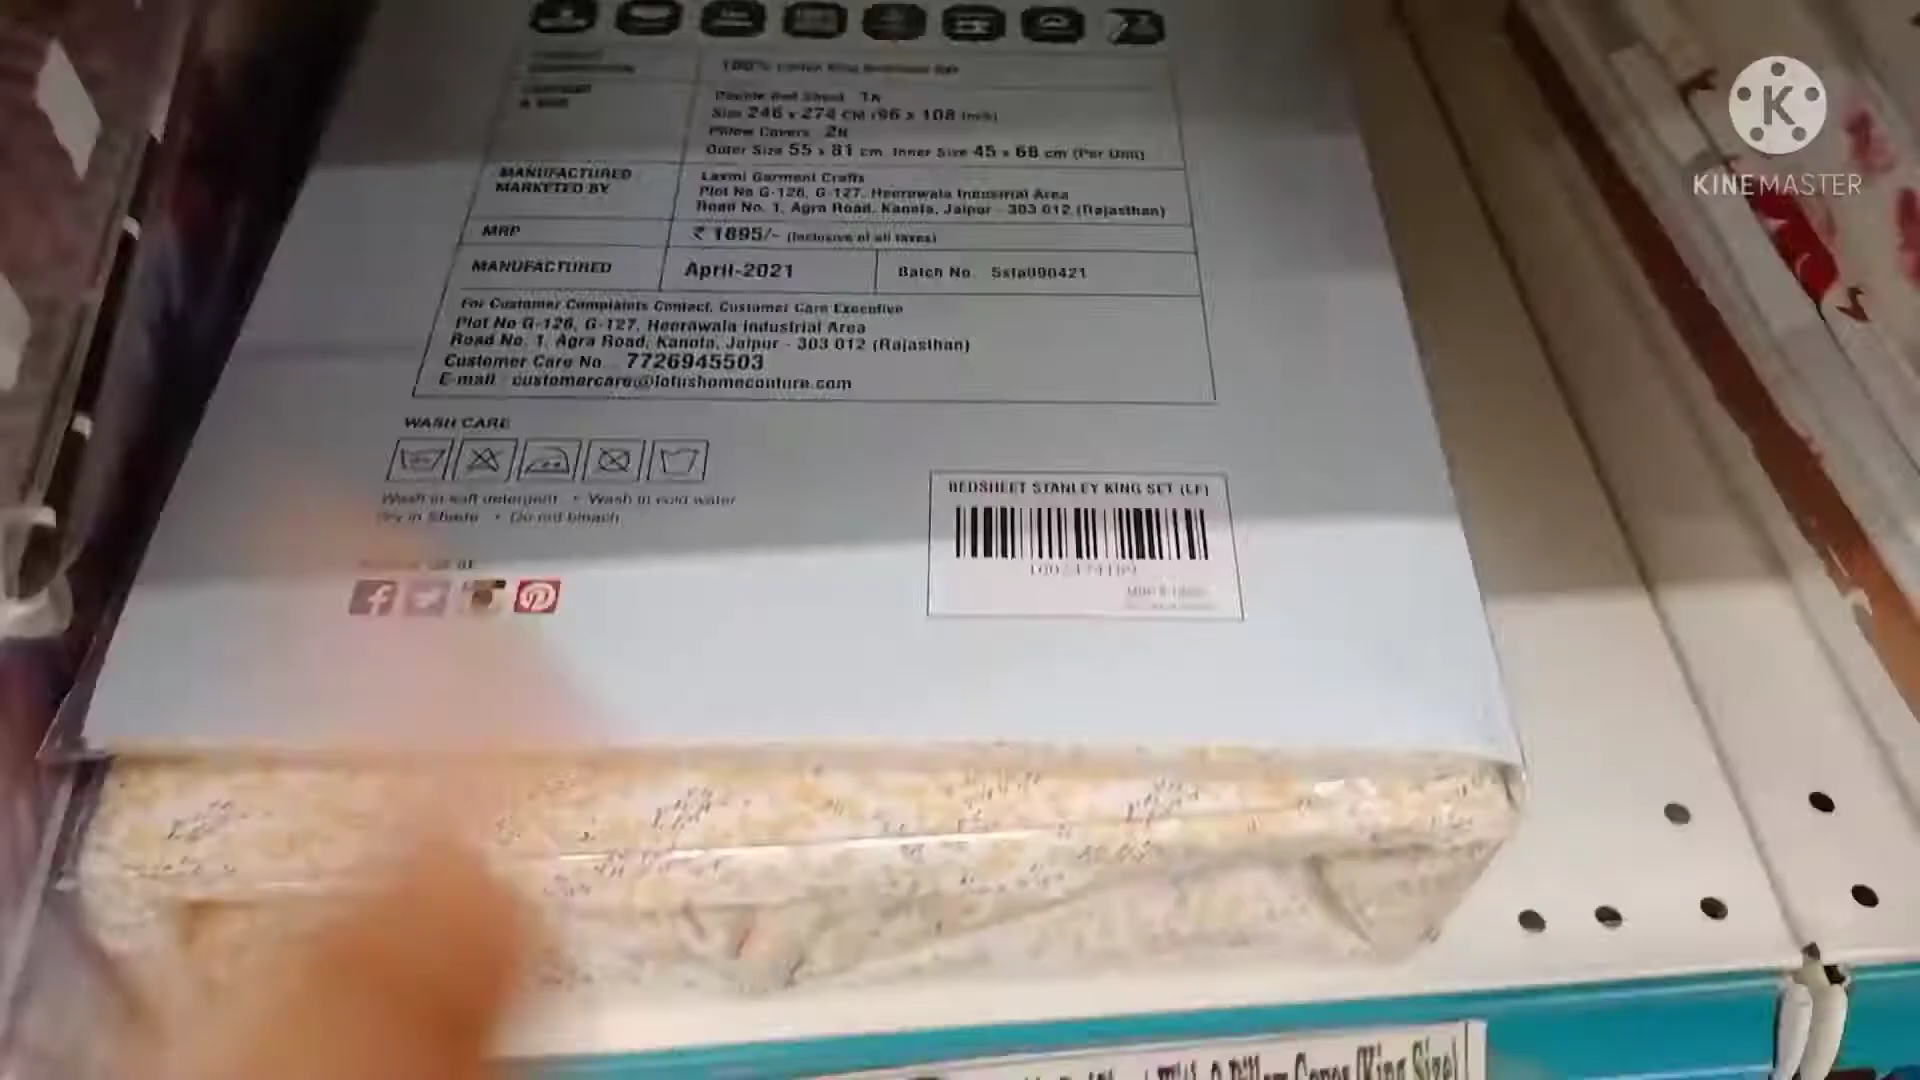 KINEMASTER
100% Cotton King Bedsheet Set
Double Bed Sheet 1N
Size 246 x 274 CM (96 x 108 Inch)
Pillow Covers 2N
Outer Size 55 x 81 cm Inner Size 45 x 68 cm (Per Unit)
MANUFACTURED
MARKETED BY
Laxmi Garment Crafts
Plot No G-126, G-127, Heerawala Industrial Area
Road No. 1, Agra Road, Kanota, Jaipur - 303 012 (Rajasthan)
MRP
₹ 1895/- (Inclusive of all taxes)
MANUFACTURED
April-2021
Batch No.
For Customer Complaints Contact, Customer Care Executive
Plot No G-126, G-127, Heerawala Industrial Area
Road No. 1, Agra Road, Kanota, Jaipur - 303 012 (Rajasthan)
Customer Care No. 7726945503
E-mail customercare@lotushomecouture.com
WASH CARE
Wash in soft detergent • Wash in cold water
Dry in Shade • Do not bleach
BEDSHEET STANLEY KING SET (LF)
With 2 Pillow Cover (King Size)